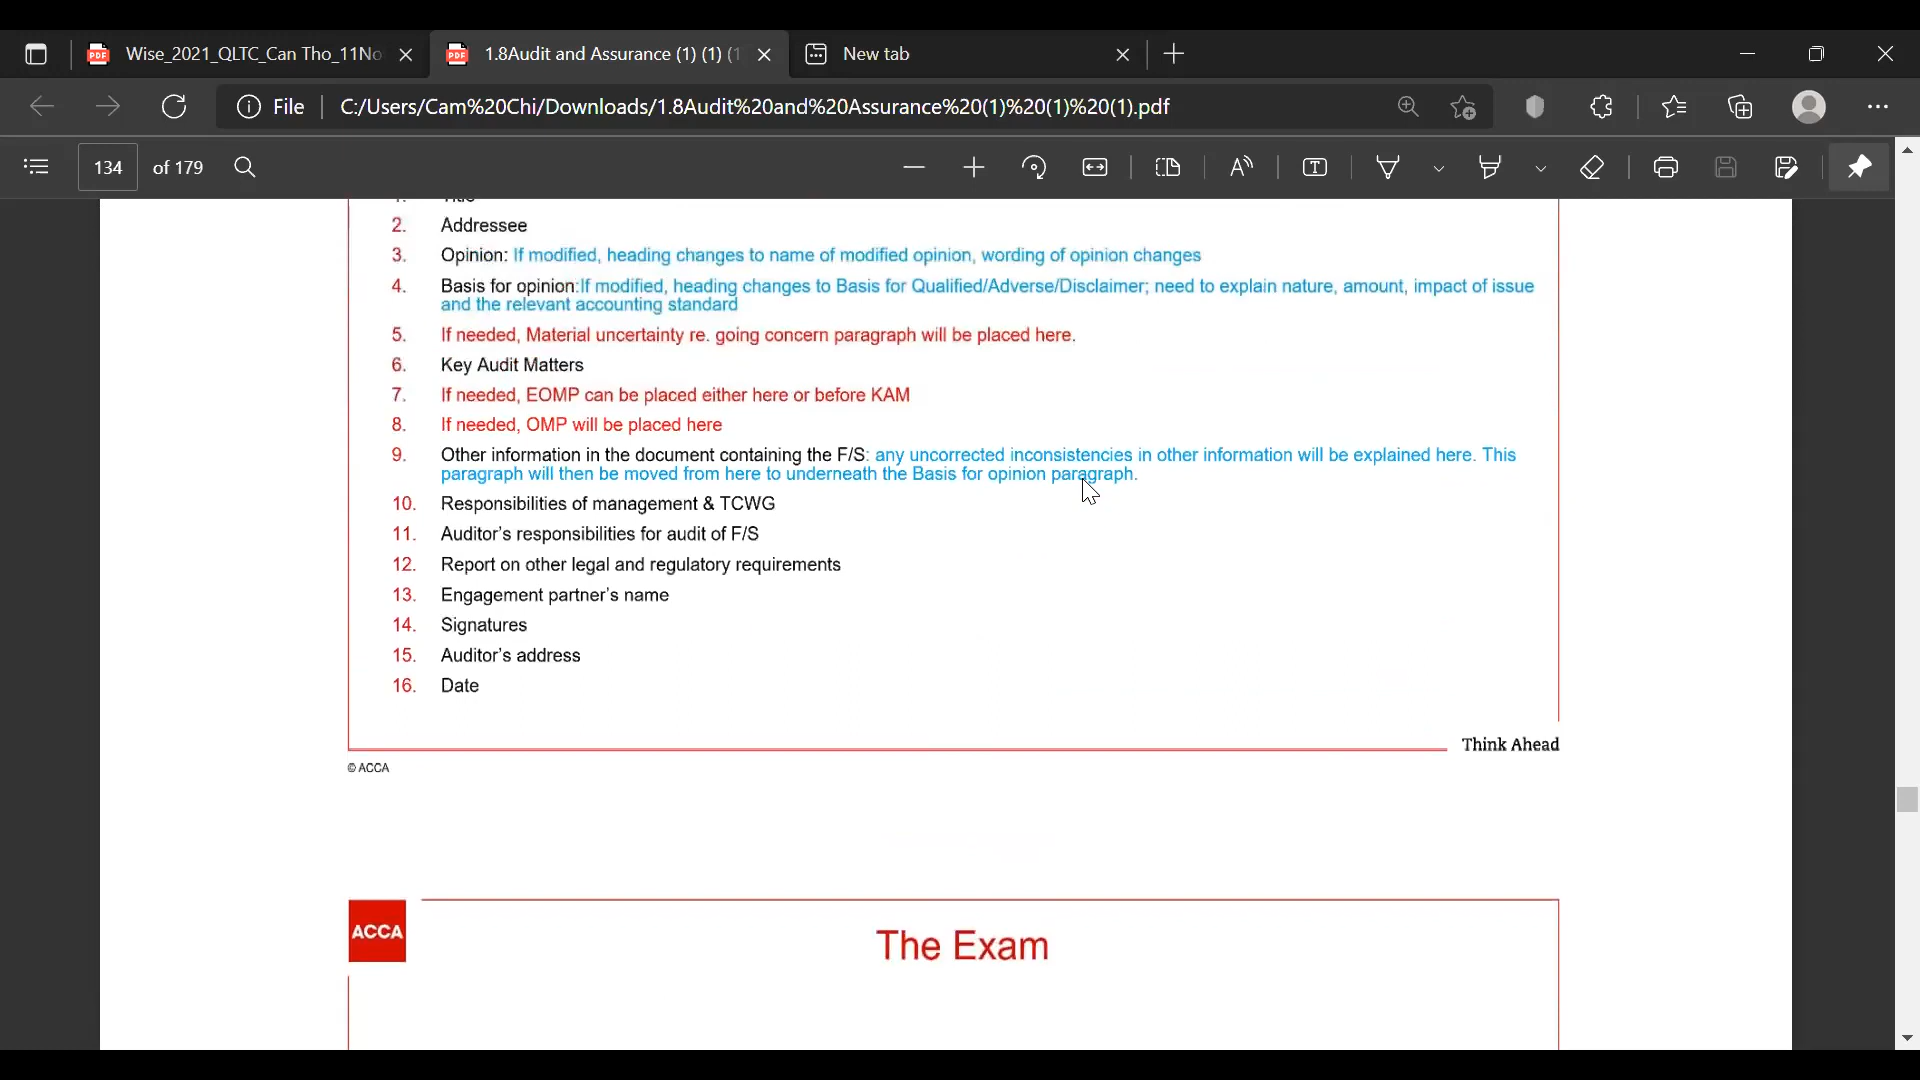 Wise_2021_QLTC_Can Tho_11No
1.8Audit and Assurance (1) (1) (1
New tab
File
C:/Users/Cam%20Chi/Downloads/1.8Audit%20and%20Assurance%20(1)%20(1)%20(1).pdf
134 of 179
2. Addressee
3. Opinion: If modified, heading changes to name of modified opinion, wording of opinion changes
4. Basis for opinion:If modified, heading changes to Basis for Qualified/Adverse/Disclaimer; need to explain nature, amount, impact of issue
and the relevant accounting standard
5. If needed, Material uncertainty re. going concern paragraph will be placed here.
6. Key Audit Matters
7. If needed, EOMP can be placed either here or before KAM
8. If needed, OMP will be placed here
9. Other information in the document containing the F/S: any uncorrected inconsistencies in other information will be explained here. This
paragraph will then be moved from here to underneath the Basis for opinion paragraph.
10. Responsibilities of management & TCWG
11. Auditor's responsibilities for audit of F/S
12. Report on other legal and regulatory requirements
13. Engagement partner's name
14. Signatures
15. Auditor's address
16. Date
Think Ahead
© ACCA
ACCA
The Exam